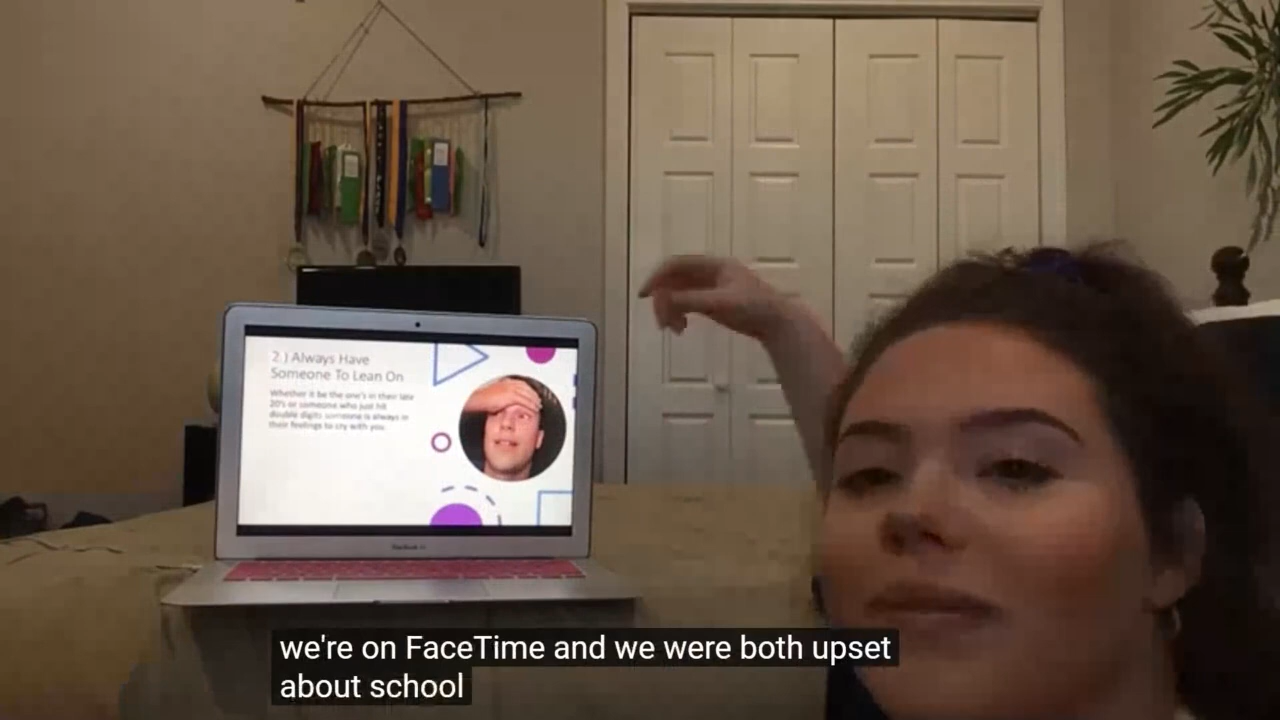 2.) Always Have
Someone To Lean On
Whether it be the one's in their late
20's or someone who just hit
double digits someone is always in
their feelings to cry with you.
we're on FaceTime and we were both upset
about school